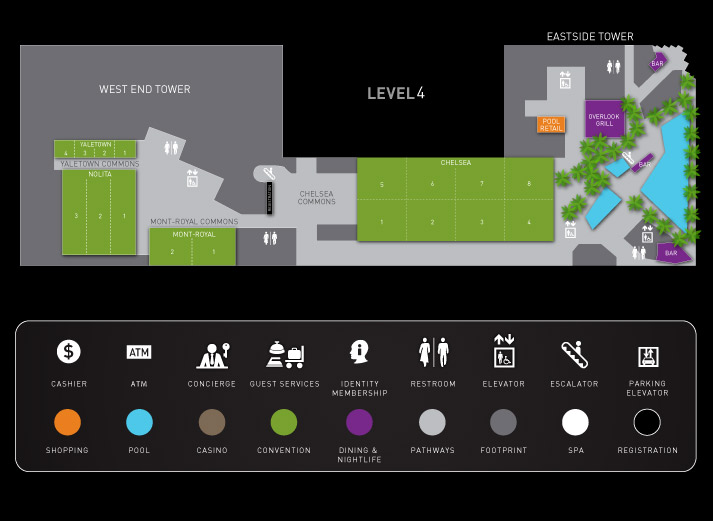 EASTSIDE TOWER
WEST END TOWER
LEVEL4
BAR
POOL
RETAIL
OVERLOOK
GRILL
YALETOWN
4 3 2 1
YALETOWN COMMONS
NOLITA
3 2 1
REGISTRATION
CHELSEA
COMMONS
CHELSEA
5 6 7 8
1 2 3 4
BAR
MONT-ROYAL COMMONS
MONT-ROYAL
2 1
BAR
$
ATM
CASHIER
ATM
CONCIERGE
GUEST SERVICES
IDENTITY
MEMBERSHIP
RESTROOM
ELEVATOR
ESCALATOR
PARKING
ELEVATOR
SHOPPING
POOL
CASINO
CONVENTION
DINING &
NIGHTLIFE
PATHWAYS
FOOTPRINT
SPA
REGISTRATION